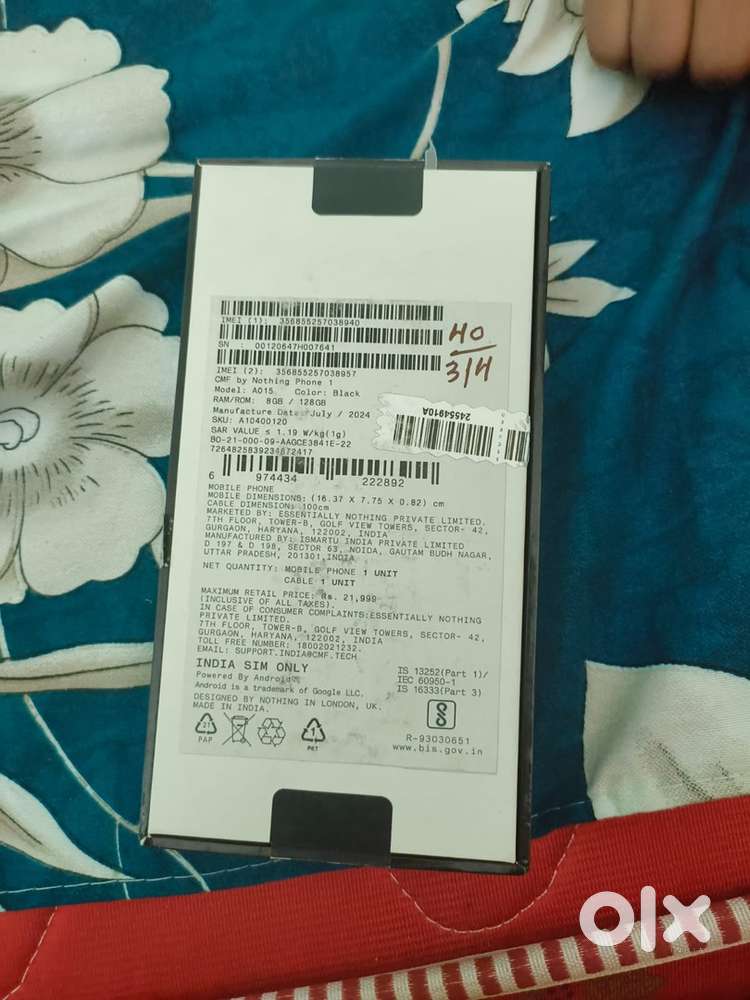 IMEI (1): 356855257038940
SN : 00120647H007641
IMEI (2): 356855257038957
CMF by Nothing Phone 1
Model: A015 Color: Black
RAM/ROM: 8GB / 128GB
Manufacture Date: July / 2024
SKU: A10400120
SAR VALUE ≤ 1.19 W/kg(1g)
BO-21-000-09-AAGCE3841E-22
7264825839234672417
HO
3/H
24554910A
6 974434 222892
MOBILE PHONE
MOBILE DIMENSIONS: (16.37 X 7.75 X 0.82) cm
CABLE DIMENSION: 100cm
MARKETED BY: ESSENTIALLY NOTHING PRIVATE LIMITED.
7TH FLOOR, TOWER-B, GOLF VIEW TOWERS, SECTOR- 42,
GURGAON, HARYANA, 122002, INDIA
MANUFACTURED BY: ISMARTU INDIA PRIVATE LIMITED
D 197 & D 198, SECTOR 63, NOIDA, GAUTAM BUDH NAGAR,
UTTAR PRADESH, 201301,INDIA
NET QUANTITY: MOBILE PHONE 1 UNIT
CABLE 1 UNIT
MAXIMUM RETAIL PRICE: Rs. 21,999
(INCLUSIVE OF ALL TAXES).
IN CASE OF CONSUMER COMPLAINTS:ESSENTIALLY NOTHING
PRIVATE LIMITED.
7TH FLOOR, TOWER-B, GOLF VIEW TOWERS, SECTOR- 42,
GURGAON, HARYANA, 122002, INDIA
TOLL FREE NUMBER: 18002021232.
EMAIL: SUPPORT.INDIA@CMF.TECH
INDIA SIM ONLY
Powered By Android
Android is a trademark of Google LLC.
DESIGNED BY NOTHING IN LONDON, UK.
MADE IN INDIA.
IS 13252(Part 1)/
IEC 60950-1
IS 16333(Part 3)
21
PAP
1
PET
R-93030651
www.bis.gov.in
olx